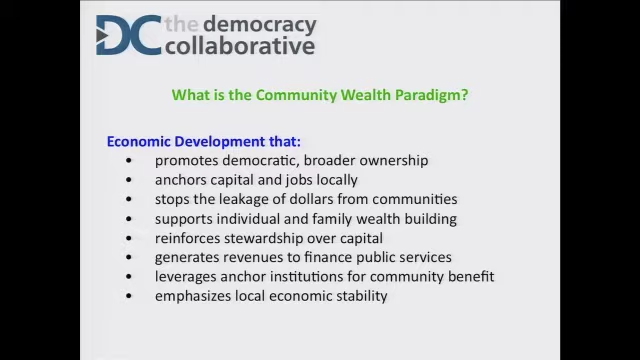 DC the democracy
collaborative
What is the Community Wealth Paradigm?
Economic Development that:
• promotes democratic, broader ownership
• anchors capital and jobs locally
• stops the leakage of dollars from communities
• supports individual and family wealth building
• reinforces stewardship over capital
• generates revenues to finance public services
• leverages anchor institutions for community benefit
• emphasizes local economic stability